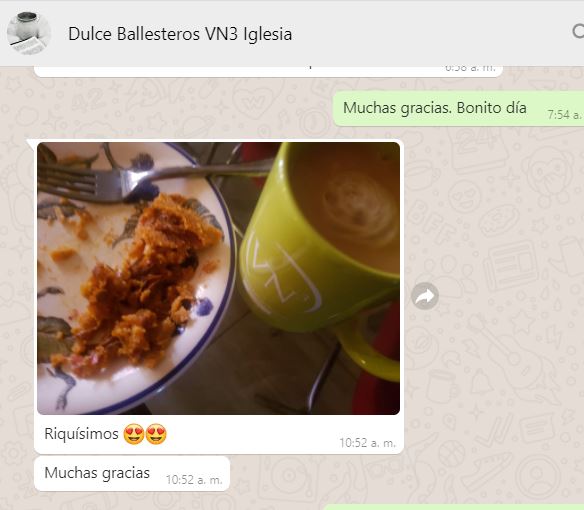 Dulce Ballesteros VN3 Iglesia
6:58 a. m.
Muchas gracias. Bonito día
7:54 a.
Riquísimos 😍😍
10:52 a. m.
Muchas gracias
10:52 a. m.